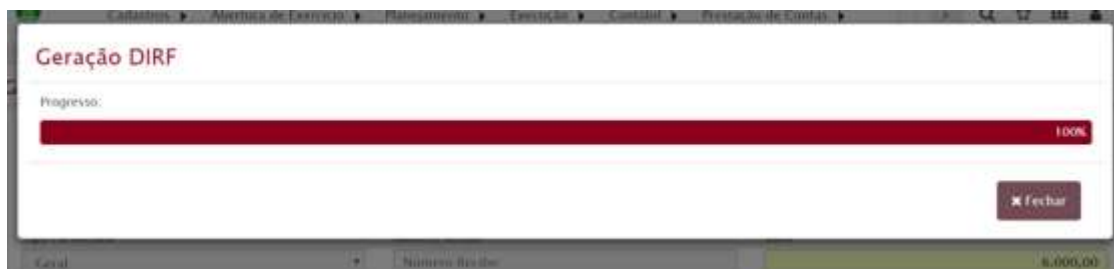 Cadastros Abertura de Exercício Planejamento Execução Contábil Prestação de Contas
Geração DIRF
Progresso:
100%
Fechar
Geral Número Recibo 6.000,00